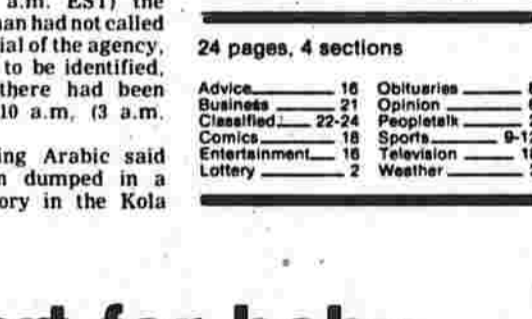 a.m. EST) the
man had not called
ial of the agency,
to be identified,
there had been
10 a.m. (3 a.m.
ing Arabic said
n dumped in a
ory in the Kola
24 pages, 4 sections
Advice 16
Business 21
Classified 22-24
Comics 18
Entertainment 16
Lottery 2
Obituaries
Opinion
Peopletalk
Sports 9-12
Television
Weather